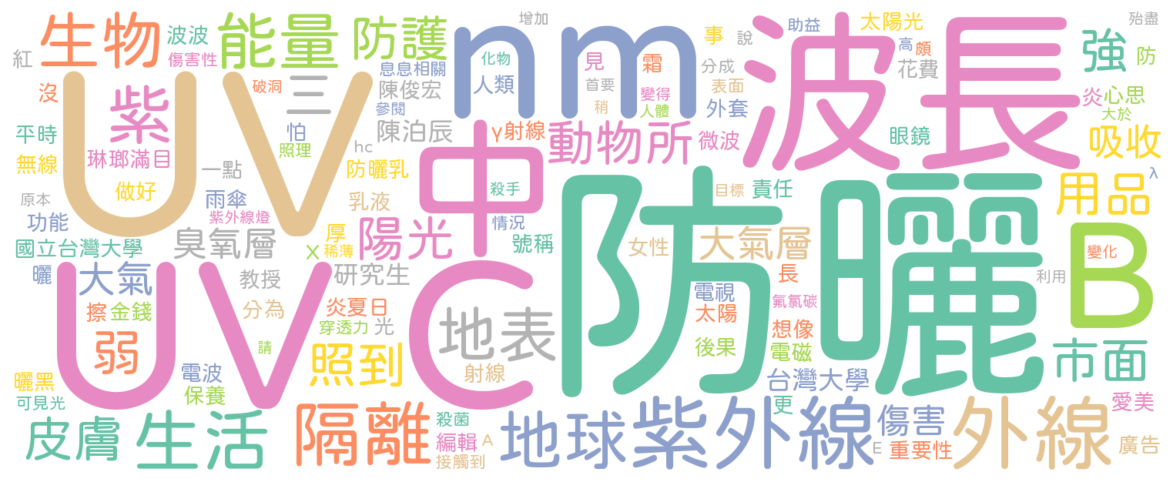 增加
殆盡
生物
波波
能量
防護
nm
波長
助益
太陽光
事
說
高
頗
強
防
紅
傷害性
息息相關
化物
人類
見
霜
分成
花費
UV
破洞
三
陳俊宏
首要
變得
表面
沒
紫
參閱
稍
人體
外套
炎
心思
大於
平時
怕
陳泊辰
γ射線
動物所
微波
眼鏡
吸收
琳瑯滿目
照理
hc
中
無線
一點
防曬乳
殺手
目標
責任
λ
做好
雨傘
乳液
防曬
用品
原本
紫外線燈
情況
功能
厚
陽光
號稱
女性
大氣層
B
國立台灣大學
臭氧層
X
稀薄
變化
曬
大氣
教授
研究生
長
利用
UV
C
電視
氟氯碳
擦
金錢
分為
炎夏日
地表
太陽
想像
穿透力
光
弱
請
後果
電磁
市面
照到
射線
曬黑
電波
台灣大學
可見光
保養
更
愛美
皮膚
生活
隔離
殺菌
地球
紫外線
傷害
外線
編輯
A
接觸到
E
重要性
廣告